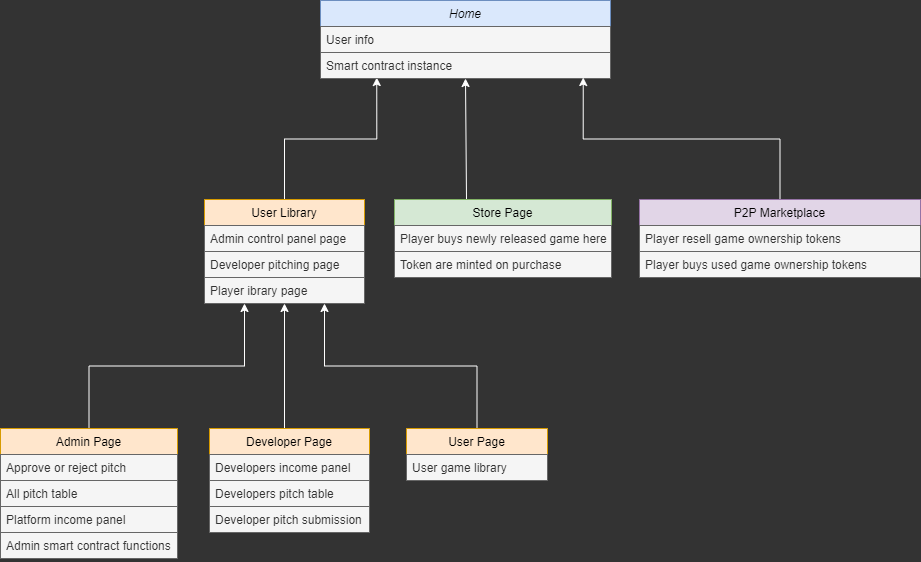 Home
User info
Smart contract instance
User Library
Admin control panel page
Developer pitching page
Player ibrary page
Store Page
Player buys newly released game here
Token are minted on purchase
P2P Marketplace
Player resell game ownership tokens
Player buys used game ownership tokens
Admin Page
Approve or reject pitch
All pitch table
Platform income panel
Admin smart contract functions
Developer Page
Developers income panel
Developers pitch table
Developer pitch submission
User Page
User game library